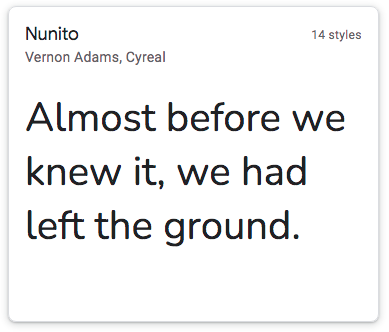 Nunito
14 styles
Vernon Adams, Cyreal
Almost before we
knew it, we had
left the ground.